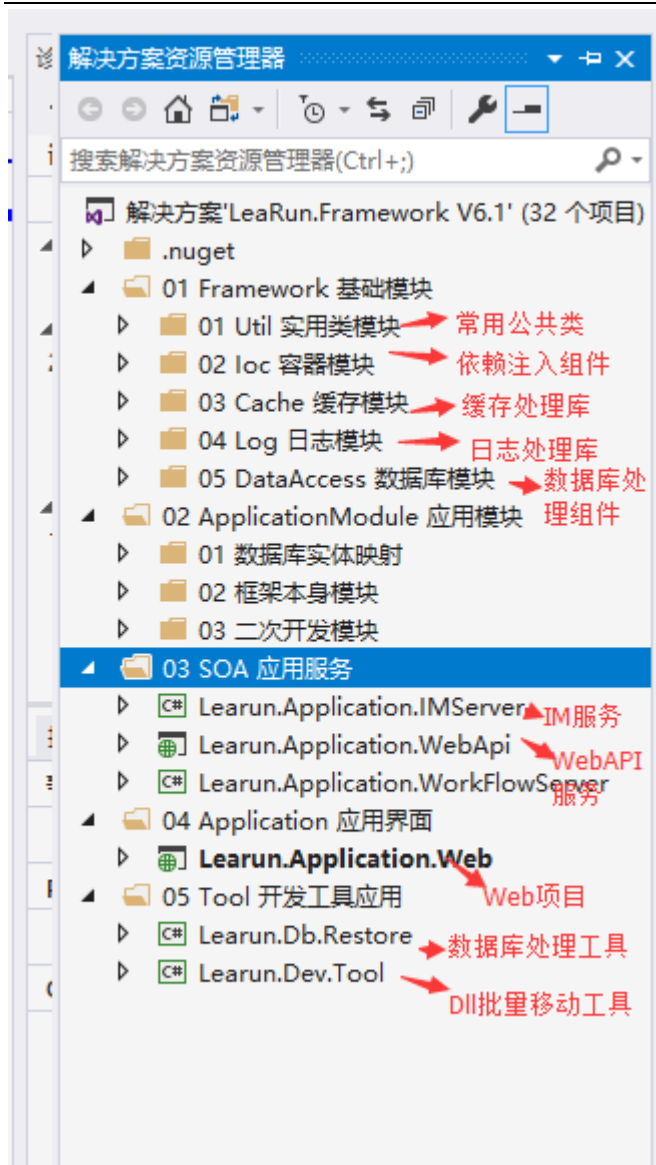 解决方案资源管理器
搜索解决方案资源管理器(Ctrl+;)
解决方案'LeaRun.Framework V6.1' (32 个项目)
.nuget
01 Framework 基础模块
01 Util 实用类模块 常用公共类
02 Ioc 容器模块 依赖注入组件
03 Cache 缓存模块 缓存处理库
04 Log 日志模块 日志处理库
05 DataAccess 数据库模块 数据库处
02 ApplicationModule 应用模块 理组件
01 数据库实体映射
02 框架本身模块
03 二次开发模块
03 SOA 应用服务
Learun.Application.IMServer IM服务
Learun.Application.WebApi WebAPI
Learun.Application.WorkFlowServer 服务
04 Application 应用界面
Learun.Application.Web
05 Tool 开发工具应用 Web项目
Learun.Db.Restore 数据库处理工具
Learun.Dev.Tool Dll批量移动工具